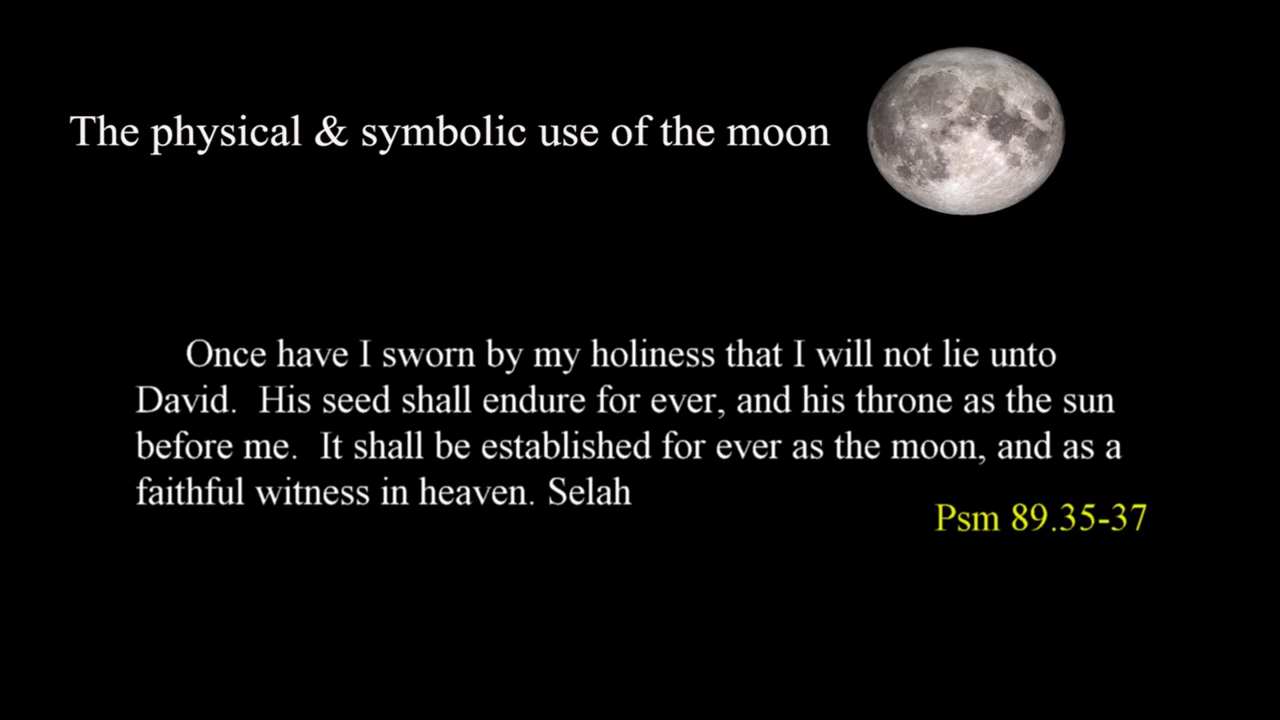 The physical & symbolic use of the moon
Once have I sworn by my holiness that I will not lie unto
David.  His seed shall endure for ever, and his throne as the sun
before me.  It shall be established for ever as the moon, and as a
faithful witness in heaven. Selah
Psm 89.35-37